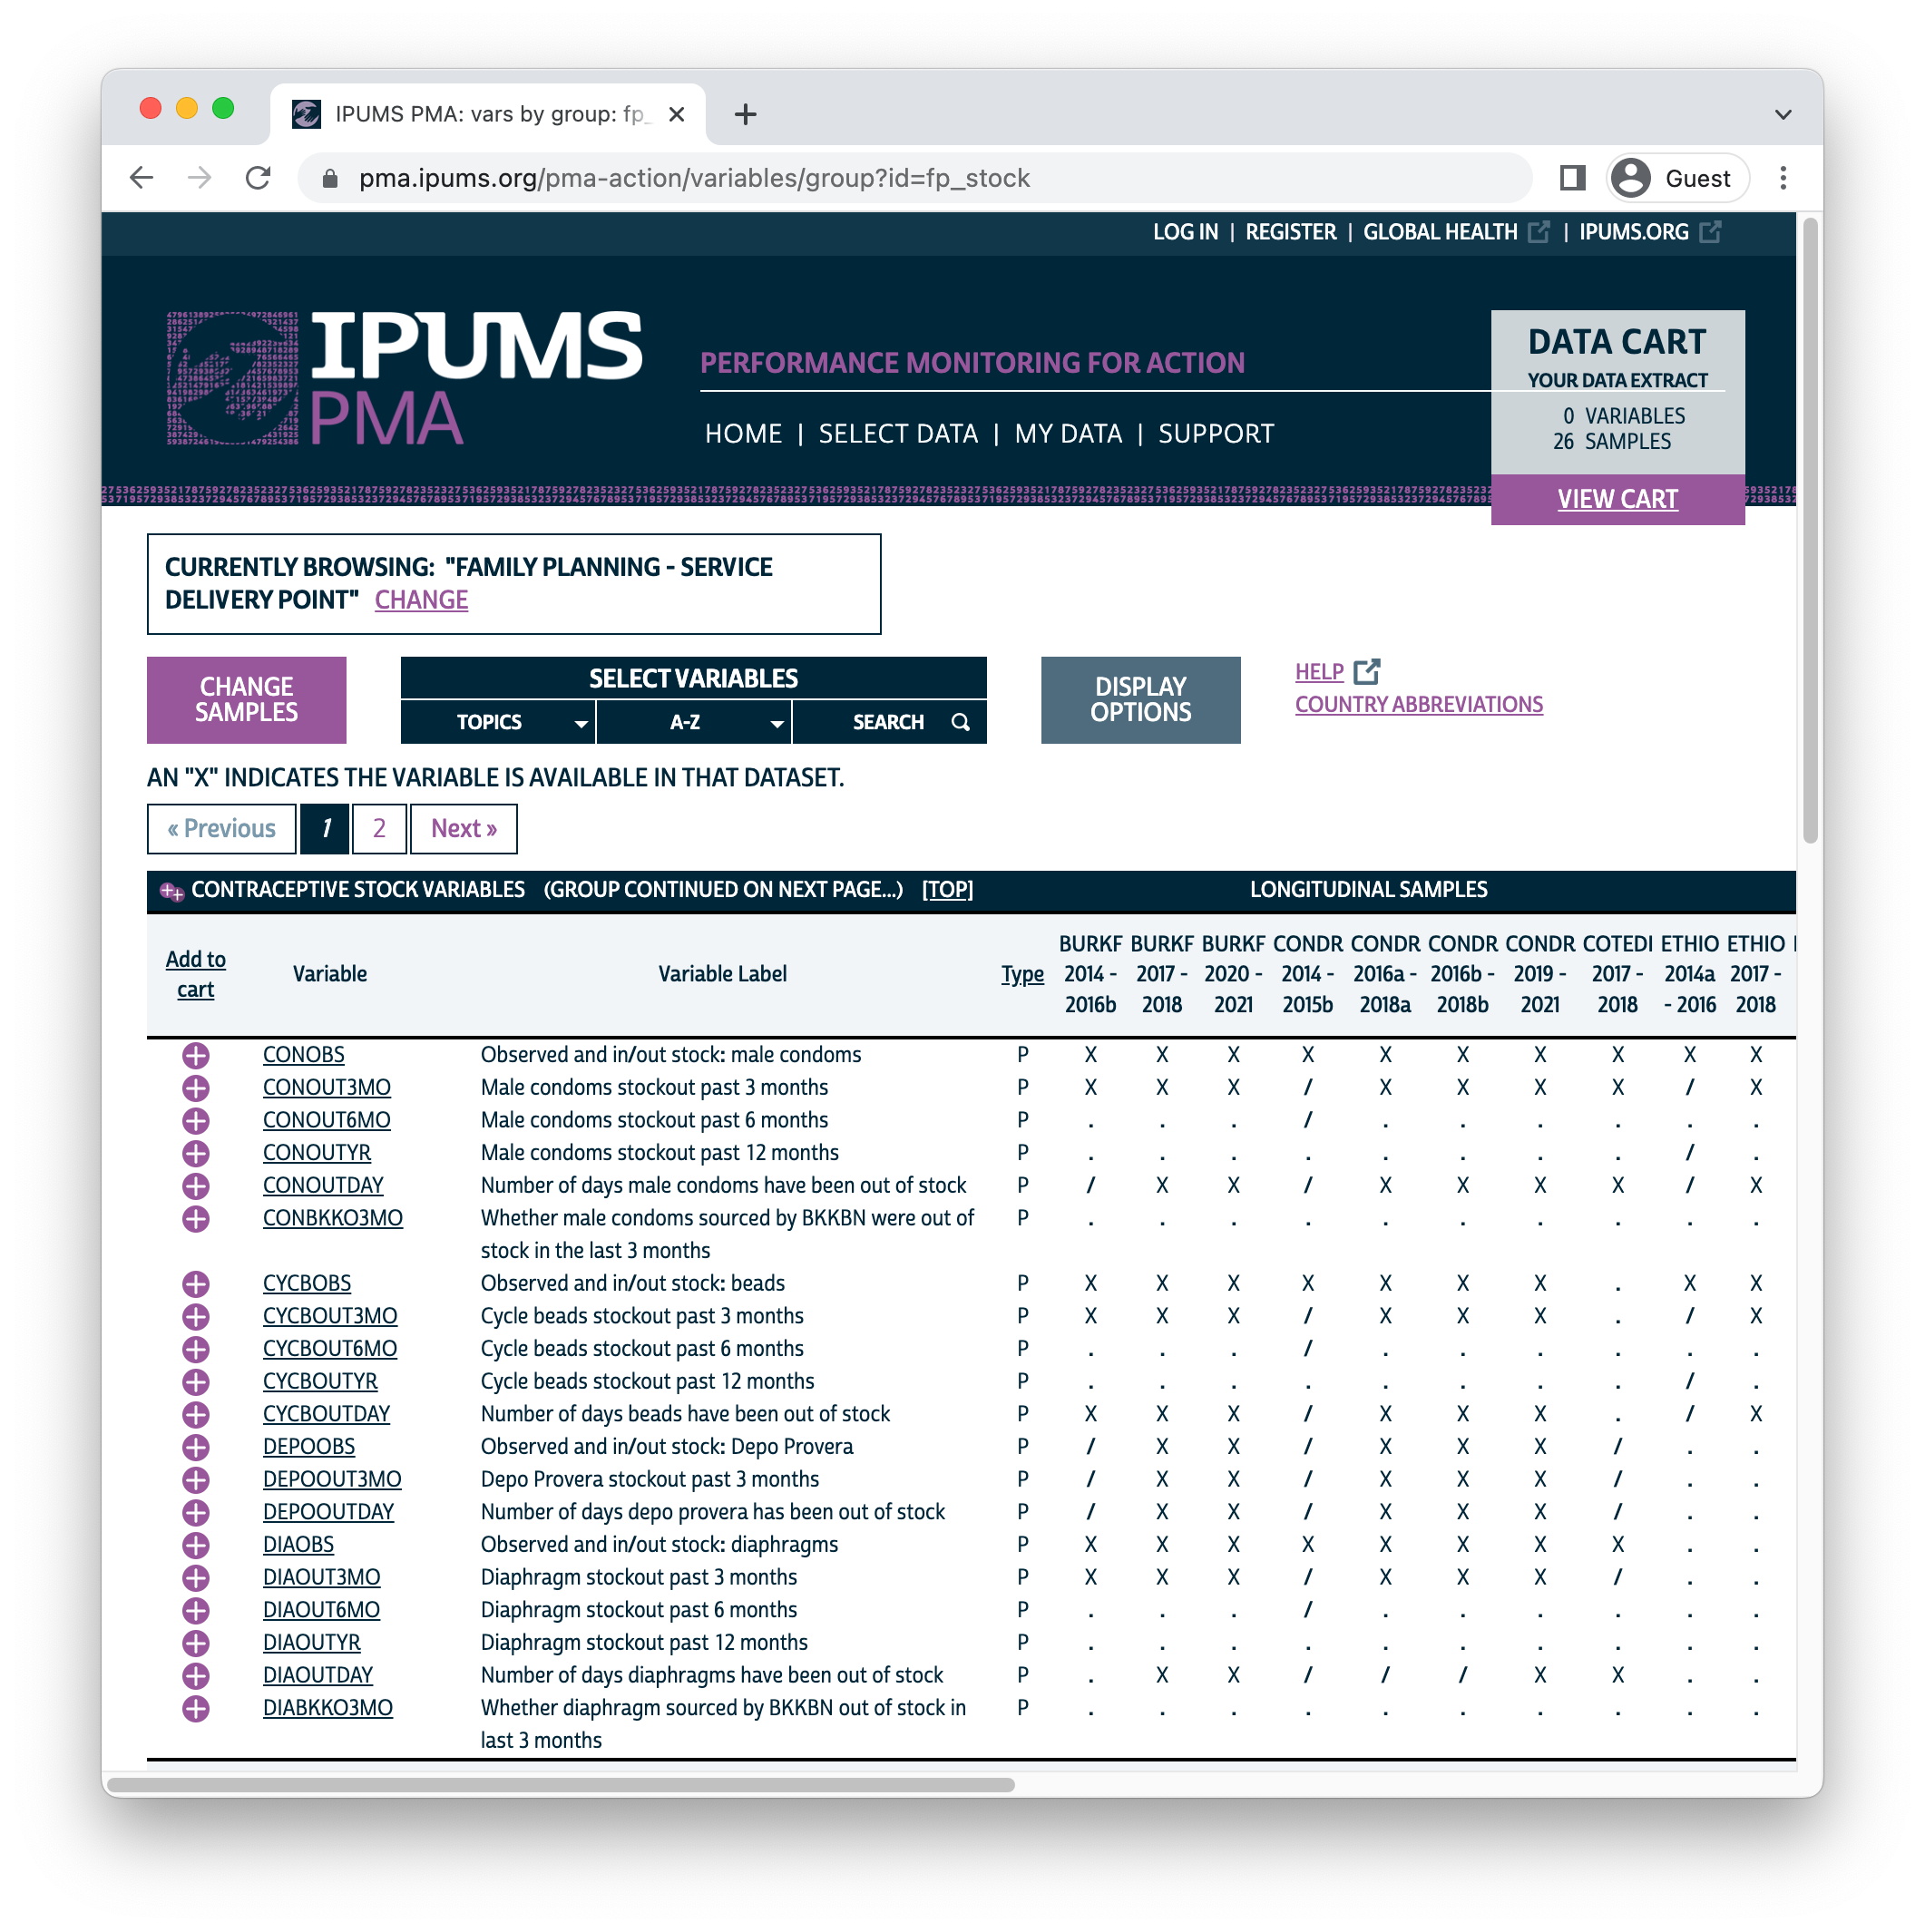 IPUMS PMA: vars by group: fp_
pma.ipums.org/pma-action/variables/group?id=fp_stock
Guest
LOG IN | REGISTER | GLOBAL HEALTH | IPUMS.ORG
IPUMS
PMA
PERFORMANCE MONITORING FOR ACTION
HOME | SELECT DATA | MY DATA | SUPPORT
DATA CART
YOUR DATA EXTRACT
0 VARIABLES
26 SAMPLES
VIEW CART
CURRENTLY BROWSING: "FAMILY PLANNING - SERVICE
DELIVERY POINT" CHANGE
CHANGE
SAMPLES
SELECT VARIABLES
TOPICS A-Z SEARCH
DISPLAY
OPTIONS
HELP
COUNTRY ABBREVIATIONS
AN "X" INDICATES THE VARIABLE IS AVAILABLE IN THAT DATASET.
« Previous 1 2 Next »
CONTRACEPTIVE STOCK VARIABLES (GROUP CONTINUED ON NEXT PAGE...) [TOP] LONGITUDINAL SAMPLES
Add to cart Variable Variable Label Type BURKF 2014 - 2016b BURKF 2017 - 2018 BURKF 2020 - 2021 CONDR 2014 - 2015b CONDR 2016a - 2018a CONDR 2016b - 2018b CONDR 2019 - 2021 COTEDI 2017 - 2018 ETHIO 2014a - 2016 ETHIO 2017 - 2018
CONOBS Observed and in/out stock: male condoms P X X X X X X X X X X
CONOUT3MO Male condoms stockout past 3 months P X X X / X X X X / X
CONOUT6MO Male condoms stockout past 6 months P . . . / . . . . . .
CONOUTYR Male condoms stockout past 12 months P . . . . . . . . / .
CONOUTDAY Number of days male condoms have been out of stock P / X X / X X X X / X
CONBKKO3MO Whether male condoms sourced by BKKBN were out of P . . . . . . . . . .
stock in the last 3 months
CYCBOBS Observed and in/out stock: beads P X X X X X X X . X X
CYCBOUT3MO Cycle beads stockout past 3 months P X X X / X X X . / X
CYCBOUT6MO Cycle beads stockout past 6 months P . . . / . . . . . .
CYCBOUTYR Cycle beads stockout past 12 months P . . . . . . . . / .
CYCBOUTDAY Number of days beads have been out of stock P X X X / X X X . / X
DEPOOBS Observed and in/out stock: Depo Provera P / X X / X X X / . .
DEPOOUT3MO Depo Provera stockout past 3 months P / X X / X X X / . .
DEPOOUTDAY Number of days depo provera has been out of stock P / X X / X X X / . .
DIAOBS Observed and in/out stock: diaphragms P X X X X X X X X . .
DIAOUT3MO Diaphragm stockout past 3 months P X X X / X X X / . .
DIAOUT6MO Diaphragm stockout past 6 months P . . . / . . . . . .
DIAOUTYR Diaphragm stockout past 12 months P . . . . . . . . . .
DIAOUTDAY Number of days diaphragms have been out of stock P . X X / / / X X . .
DIABKKO3MO Whether diaphragm sourced by BKKBN out of stock in P . . . . . . . . . .
last 3 months